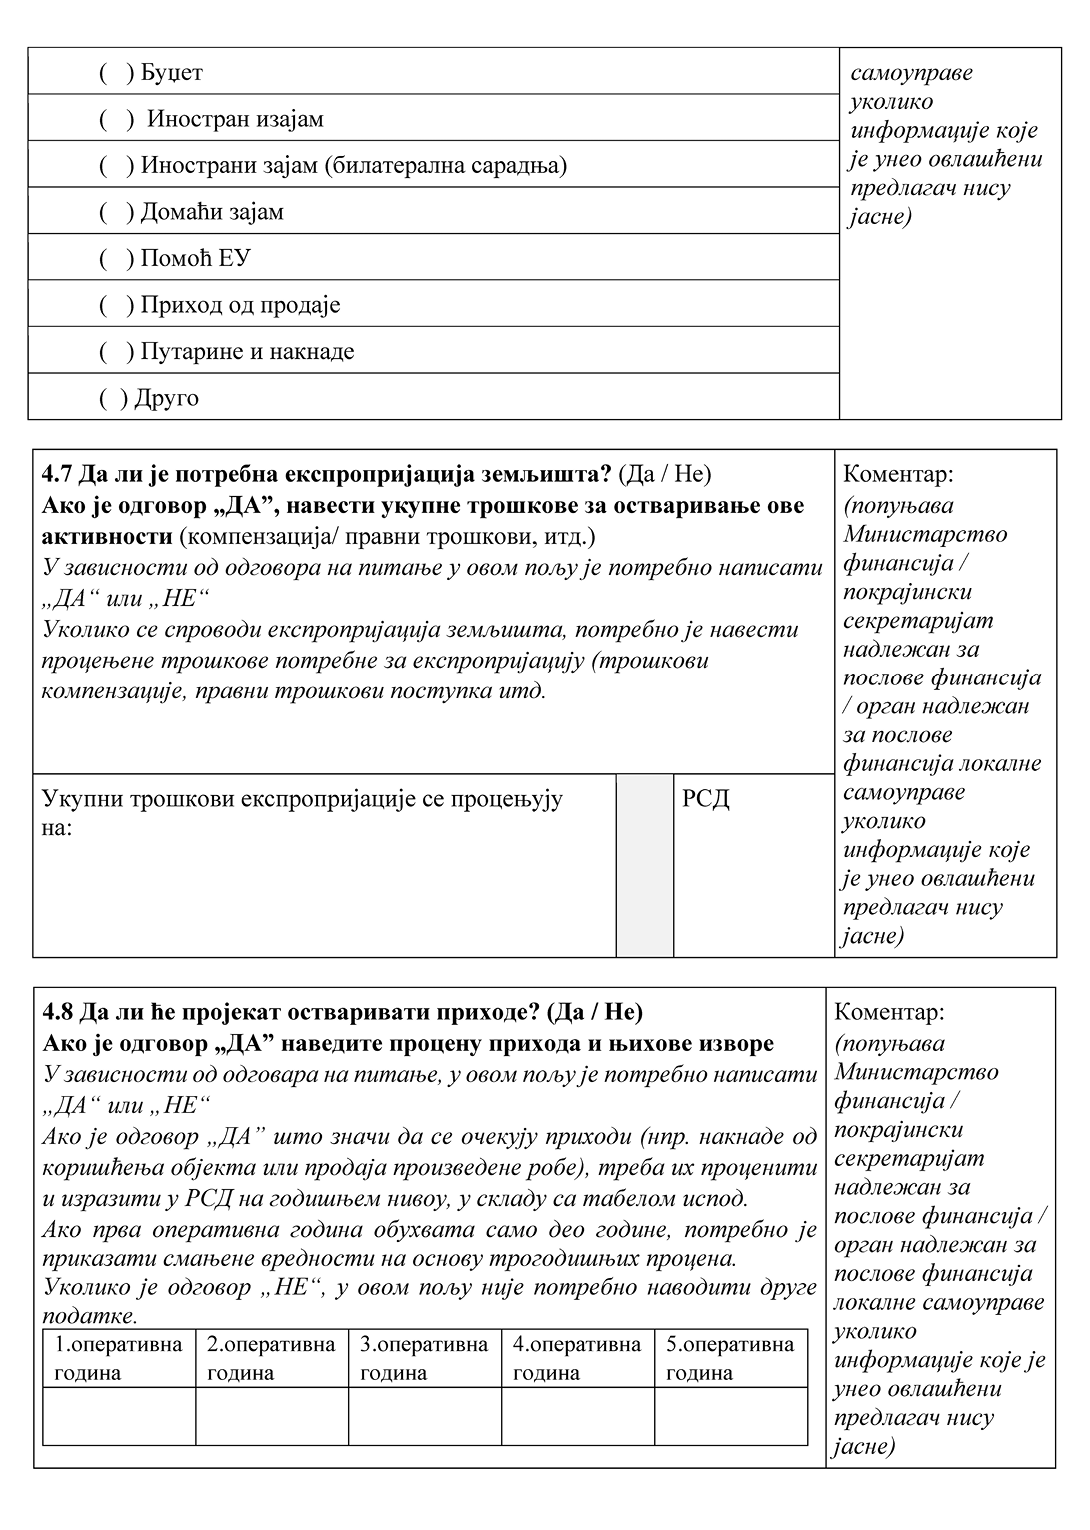 ( ) Буџет
( ) Иностран изајам
( ) Инострани зајам (билатерална сарадња)
( ) Домаћи зајам
( ) Помоћ ЕУ
( ) Приход од продаје
( ) Путарине и накнаде
( ) Друго
самоуправе
уколико
информације које
је унео овлашћени
предлагач нису
јасне)
4.7 Да ли је потребна експропријација земљишта? (Да / Не)
Ако је одговор „ДА”, навести укупне трошкове за остваривање ове
активности (компензација/ правни трошкови, итд.)
У зависности од одговора на питање у овом пољу је потребно написати
„ДА“ или „НЕ“
Уколико се спроводи експропријација земљишта, потребно је навести
процењене трошкове потребне за експропријацију (трошкови
компензације, правни трошкови поступка итд.
Укупни трошкови експропријације се процењују
на:
РСД
Коментар:
(попуњава
Министарство
финансија /
покрајински
секретаријат
надлежан за
послове финансија
/ орган надлежан
за послове
финансија локалне
самоуправе
уколико
информације које
је унео овлашћени
предлагач нису
јасне)
4.8 Да ли ће пројекат остваривати приходе? (Да / Не)
Ако је одговор „ДА” наведите процену прихода и њихове изворе
У зависности од одговара на питање, у овом пољу је потребно написати
„ДА“ или „НЕ“
Ако је одговор „ДА” што значи да се очекују приходи (нпр. накнаде од
коришћења објекта или продаја произведене робе), треба их проценити
и изразити у РСД на годишњем нивоу, у складу са табелом испод.
Ако прва оперативна година обухвата само део године, потребно је
приказати смањене вредности на основу трогодишњих процена.
Уколико је одговор „НЕ“, у овом пољу није потребно наводити друге
податке.
1.оперативна
година
2.оперативна
година
3.оперативна
година
4.оперативна
година
5.оперативна
година
Коментар:
(попуњава
Министарство
финансија /
покрајински
секретаријат
надлежан за
послове финансија /
орган надлежан за
послове финансија
локалне самоуправе
уколико
информације које је
унео овлашћени
предлагач нису
јасне)